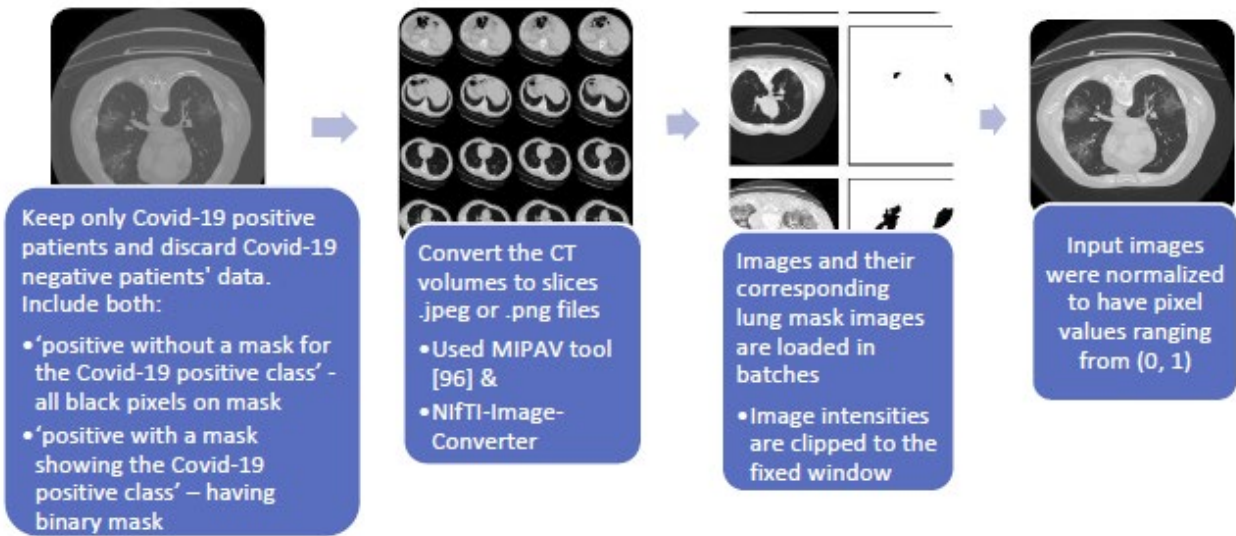 Keep only Covid-19 positive
patients and discard Covid-19
negative patients' data.
Include both:
•‘positive without a mask for
the Covid-19 positive class’ -
all black pixels on mask
•‘positive with a mask
showing the Covid-19
positive class’ – having
binary mask
Convert the CT
volumes to slices
.jpeg or .png files
•Used MIPAV tool
[96] &
•NIfTI-Image-
Converter
Images and their
corresponding
lung mask images
are loaded in
batches
•Image intensities
are clipped to the
fixed window
Input images
were normalized
to have pixel
values ranging
from (0, 1)